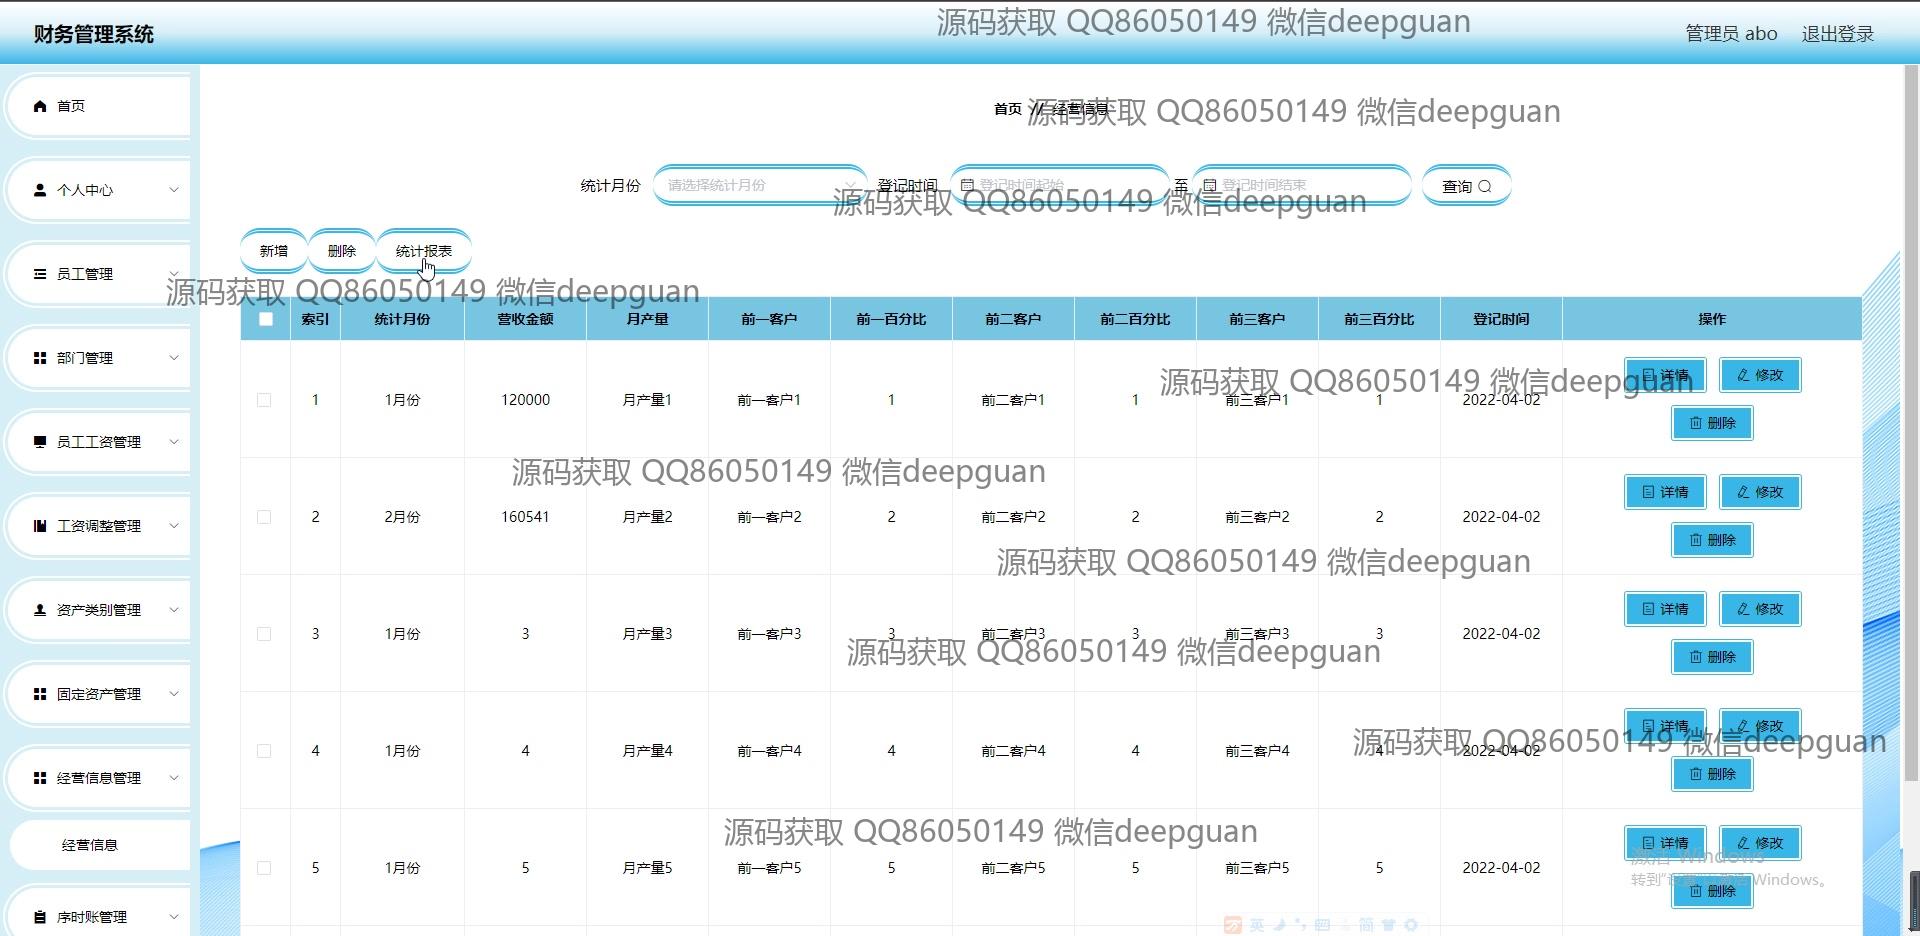 财务管理系统
源码获取 QQ86050149 微信deepguan
管理员 abo 退出登录
首页
个人中心
员工管理
部门管理
员工工资管理
工资调整管理
资产类别管理
固定资产管理
经营信息管理
经营信息
序时账管理
首页 // 经营信息
源码获取 QQ86050149 微信deepguan
统计月份 请选择统计月份 登记时间 登记时间起始 至 登记时间结束 查询
源码获取 QQ86050149 微信deepguan
新增 删除 统计报表
源码获取 QQ86050149 微信deepguan
索引 统计月份 营收金额 月产量 前一客户 前一百分比 前二客户 前二百分比 前三客户 前三百分比 登记时间 操作
1 1月份 120000 月产量1 前一客户1 1 前二客户1 1 前三客户1 1 2022-04-02 详情 修改
删除
源码获取 QQ86050149 微信deepguan
源码获取 QQ86050149 微信deepguan
2 2月份 160541 月产量2 前一客户2 2 前二客户2 2 前三客户2 2 2022-04-02 详情 修改
删除
源码获取 QQ86050149 微信deepguan
3 1月份 3 月产量3 前一客户3 3 前二客户3 3 前三客户3 3 2022-04-02 详情 修改
删除
源码获取 QQ86050149 微信deepguan
4 1月份 4 月产量4 前一客户4 4 前二客户4 4 前三客户4 4 2022-04-02 详情 修改
删除
源码获取 QQ86050149 微信deepguan
源码获取 QQ86050149 微信deepguan
5 1月份 5 月产量5 前一客户5 5 前二客户5 5 前三客户5 5 2022-04-02 详情 修改
删除
激活 Windows
转到"设置"以激活 Windows。
英 简